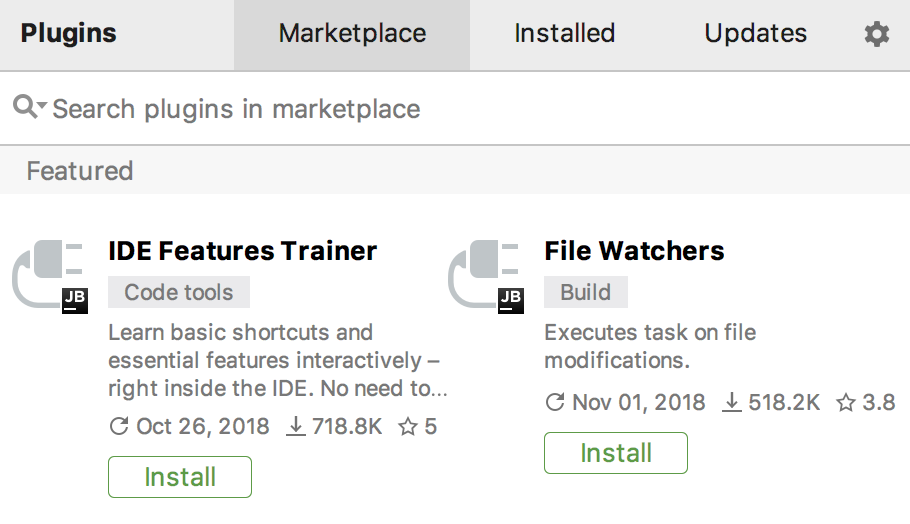 Plugins Marketplace Installed Updates
Search plugins in marketplace
Featured
IDE Features Trainer
Code tools
JB
Learn basic shortcuts and
essential features interactively –
right inside the IDE. No need to...
Oct 26, 2018 718.8K 5
Install
File Watchers
Build
JB
Executes task on file
modifications.
Nov 01, 2018 518.2K 3.8
Install